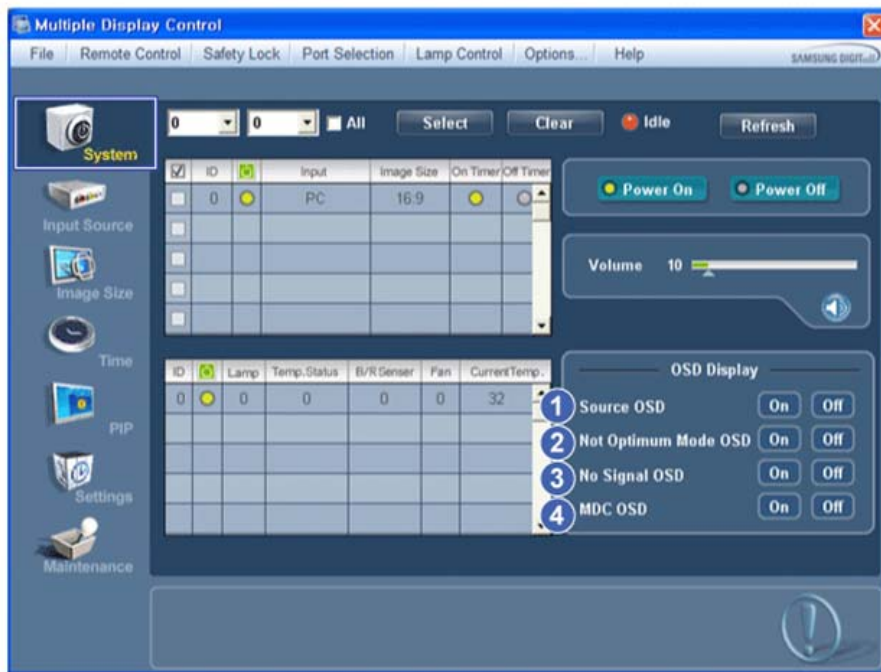 Multiple Display Control
File Remote Control Safety Lock Port Selection Lamp Control Options... Help
SAMSUNG DIGITall
System
Input Source
Image Size
Time
PIP
Settings
Maintenance
0 0 All Select Clear Idle Refresh
ID Input Image Size On Timer Off Timer
0 PC 16:9
Power On Power Off
Volume 10
ID Lamp Temp.Status B/R Senser Fan CurrentTemp.
0 0 0 0 0 32
OSD Display
1 Source OSD On Off
2 Not Optimum Mode OSD On Off
3 No Signal OSD On Off
4 MDC OSD On Off